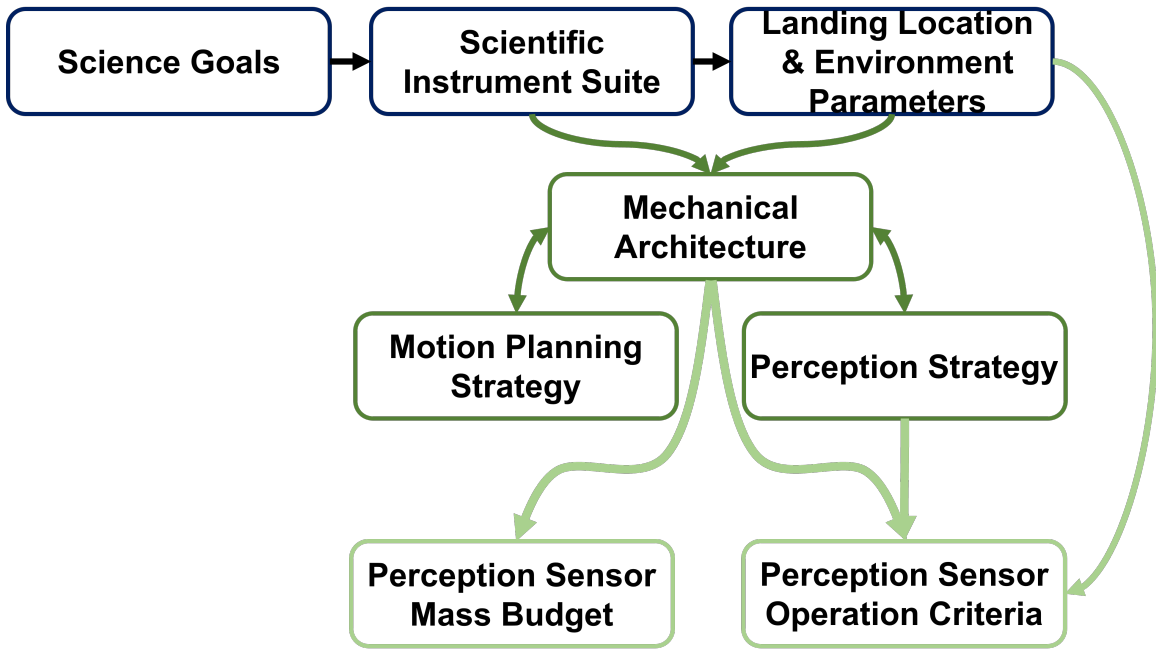 Science Goals
Scientific
Instrument Suite
Landing Location
& Environment
Parameters
Mechanical
Architecture
Motion Planning
Strategy
Perception Strategy
Perception Sensor
Mass Budget
Perception Sensor
Operation Criteria